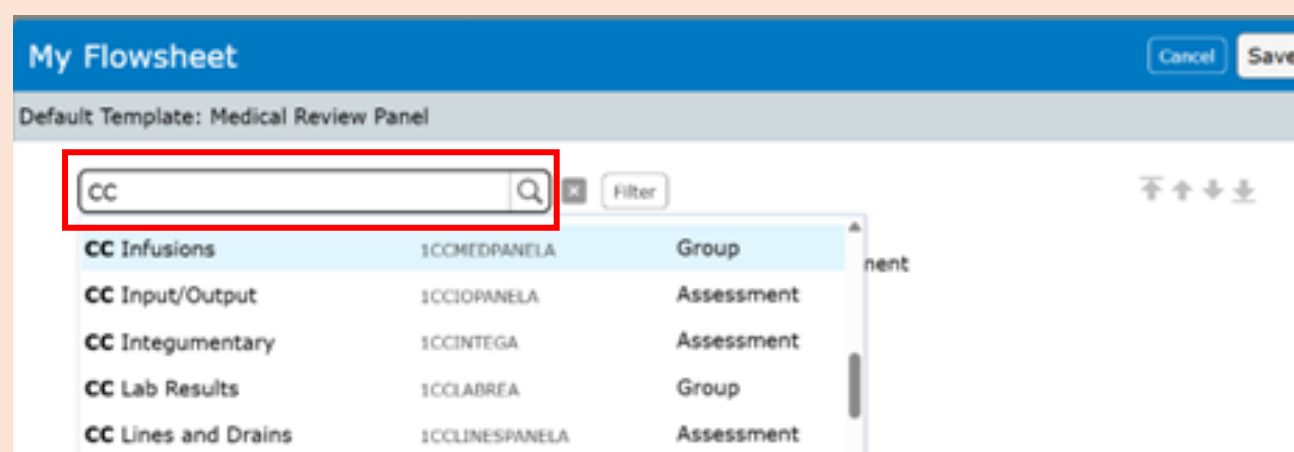 My Flowsheet Cancel Save
Default Template: Medical Review Panel
CC Filter
CC Infusions 1CCMEDPANELA Group
ment
CC Input/Output 1CCIOPANELA Assessment
CC Integumentary 1CCINTEGA Assessment
CC Lab Results 1CCLABREA Group
CC Lines and Drains 1CCLINESPANELA Assessment